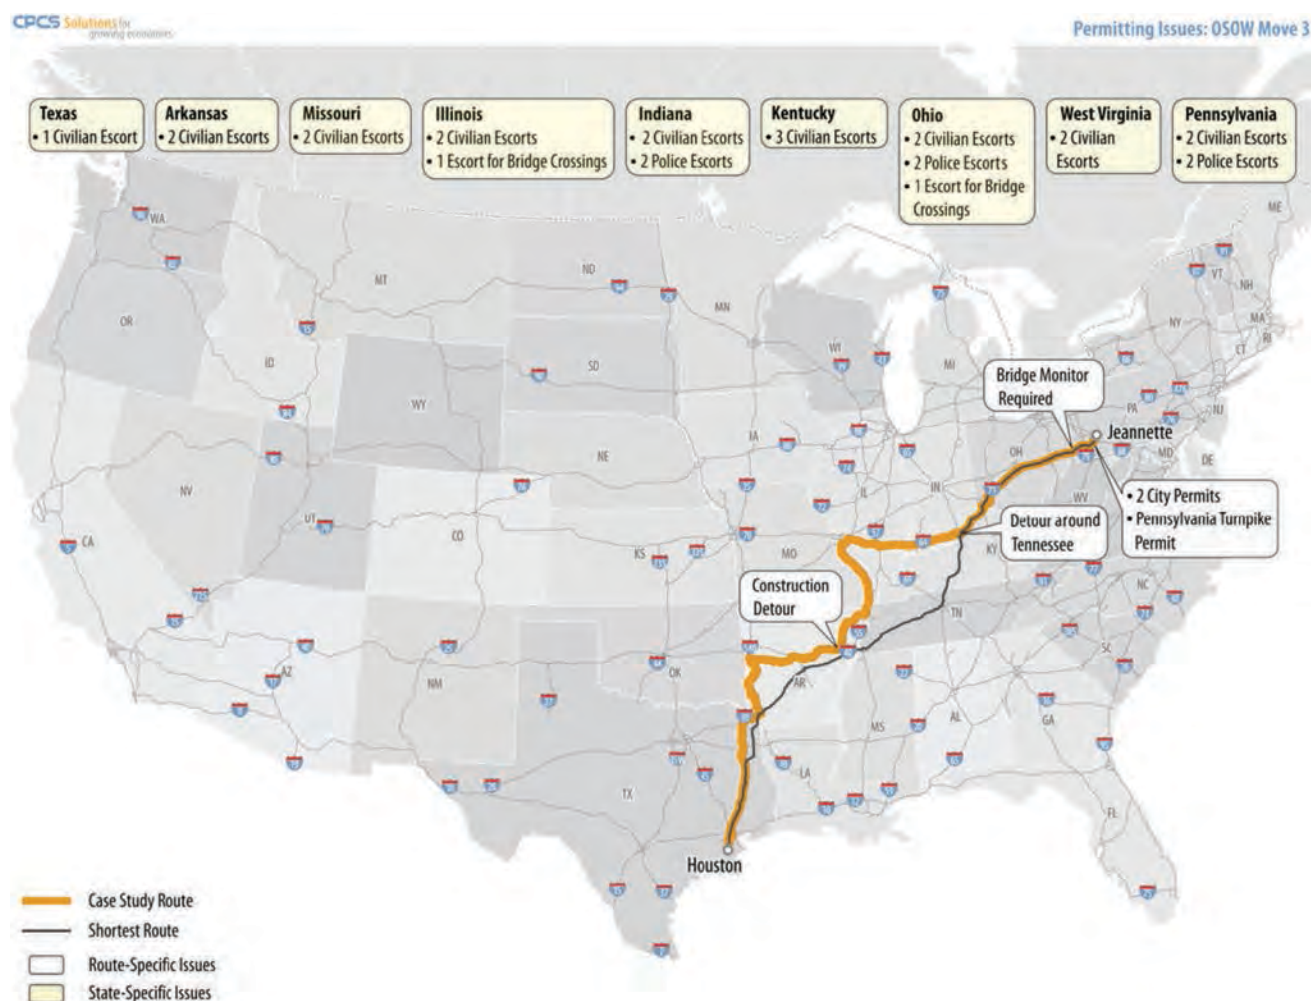 CPCS Solutions for
growing economies
Permitting Issues: OSOW Move 3
Texas
• 1 Civilian Escort
Arkansas
• 2 Civilian Escorts
Missouri
• 2 Civilian Escorts
Illinois
• 2 Civilian Escorts
• 1 Escort for Bridge Crossings
Indiana
• 2 Civilian Escorts
• 2 Police Escorts
Kentucky
• 3 Civilian Escorts
Ohio
• 2 Civilian Escorts
• 2 Police Escorts
• 1 Escort for Bridge
Crossings
West Virginia
• 2 Civilian
Escorts
Pennsylvania
• 2 Civilian Escorts
• 2 Police Escorts
WA
MT
ND
MN
OR
ID
SD
WI
MI
ME
VT
NH
NY
MA
RI
CT
WY
IA
NE
PA
NJ
Bridge Monitor
Required
Jeannette
OH
MD
DE
NV
UT
CO
IL
IN
WV
• 2 City Permits
• Pennsylvania Turnpike
Permit
CA
KS
MO
KY
Detour around
Tennessee
Construction
Detour
NC
TN
AZ
NM
OK
AR
SC
MS
AL
GA
TX
LA
FL
Houston
Case Study Route
Shortest Route
Route-Specific Issues
State-Specific Issues